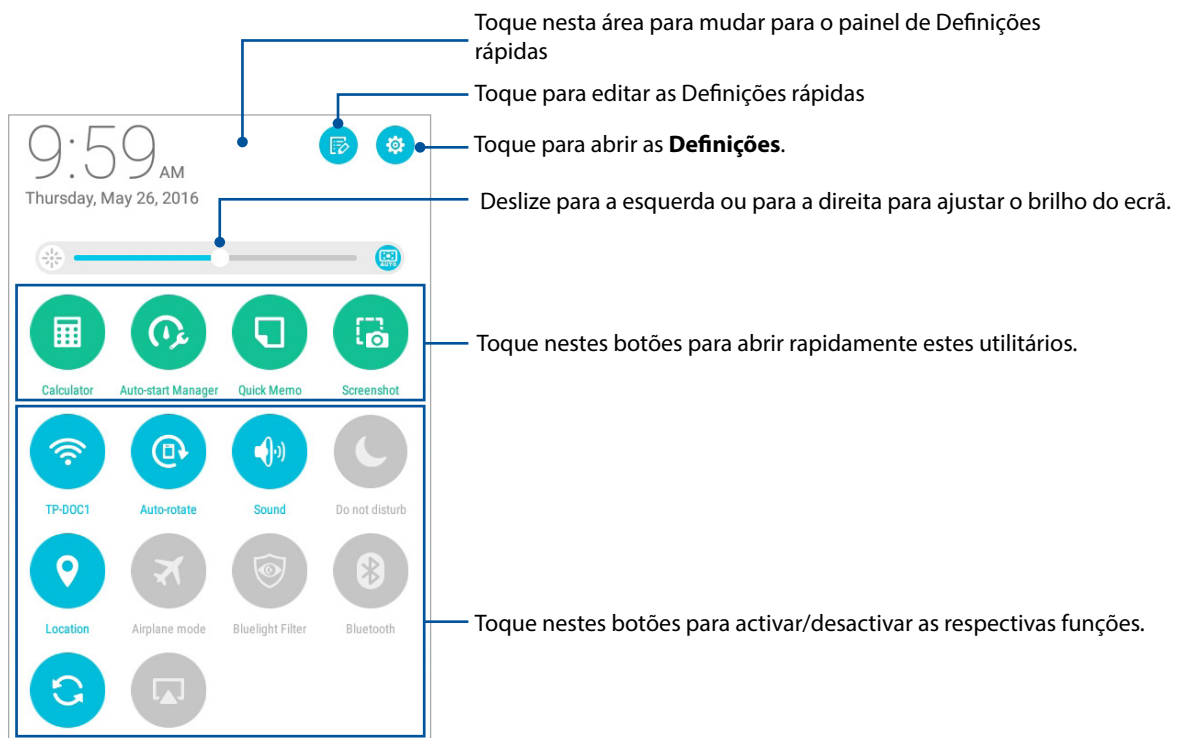 Toque nesta área para mudar para o painel de Definições
rápidas
Toque para editar as Definições rápidas
Toque para abrir as Definições.
Deslize para a esquerda ou para a direita para ajustar o brilho do ecrã.
9:59 AM
Thursday, May 26, 2016
AUTO
Calculator
Auto-start Manager
Quick Memo
Screenshot
Toque nestes botões para abrir rapidamente estes utilitários.
TP-DOC1
Auto-rotate
Sound
Do not disturb
Location
Airplane mode
Bluelight Filter
Bluetooth
Toque nestes botões para activar/desactivar as respectivas funções.